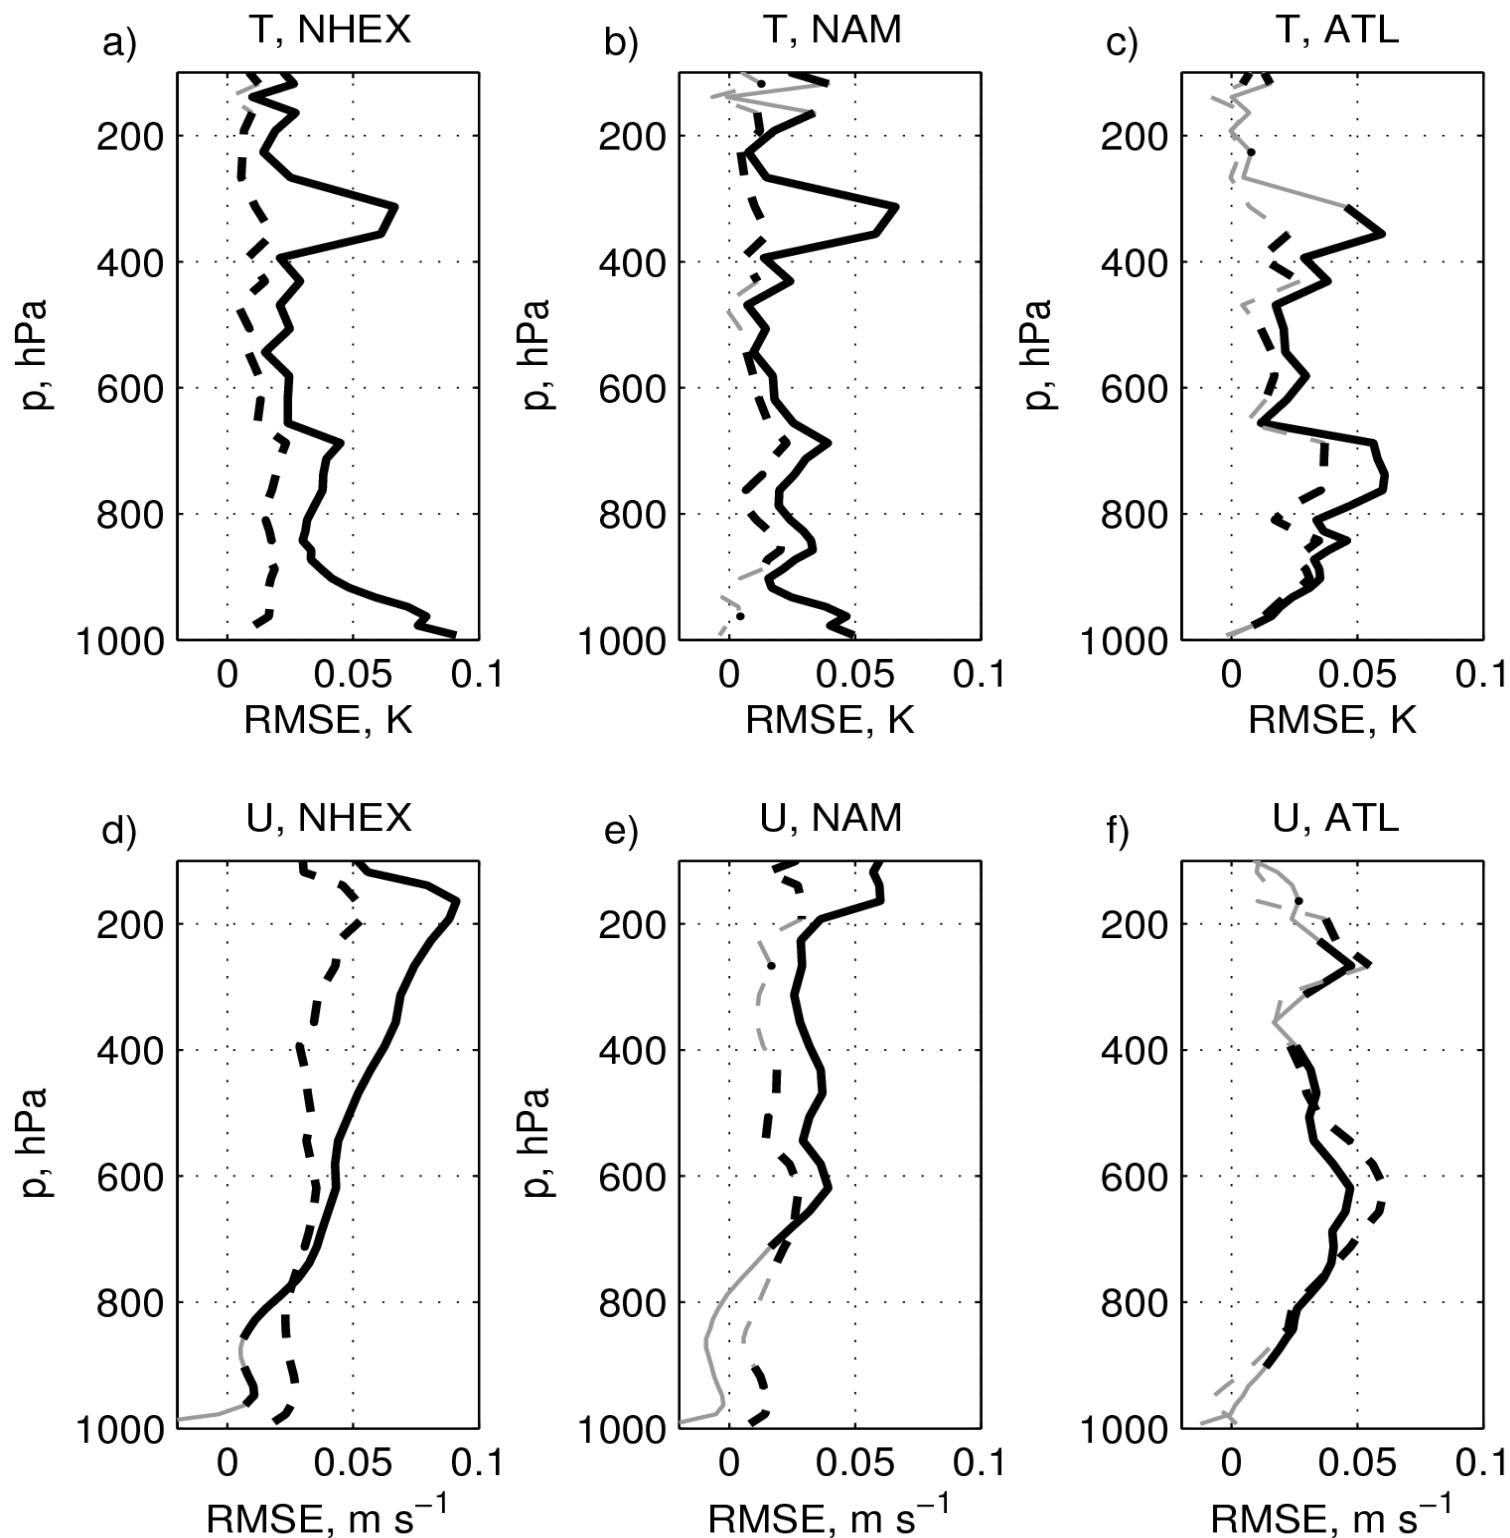 a) T, NHEX
b) T, NAM
c) T, ATL
p, hPa
200
400
600
800
1000
0 0.05 0.1
RMSE, K
p, hPa
200
400
600
800
1000
0 0.05 0.1
RMSE, K
p, hPa
200
400
600
800
1000
0 0.05 0.1
RMSE, K
d) U, NHEX
e) U, NAM
f) U, ATL
p, hPa
200
400
600
800
1000
0 0.05 0.1
RMSE, m s⁻¹
p, hPa
200
400
600
800
1000
0 0.05 0.1
RMSE, m s⁻¹
200
400
600
800
1000
0 0.05 0.1
RMSE, m s⁻¹